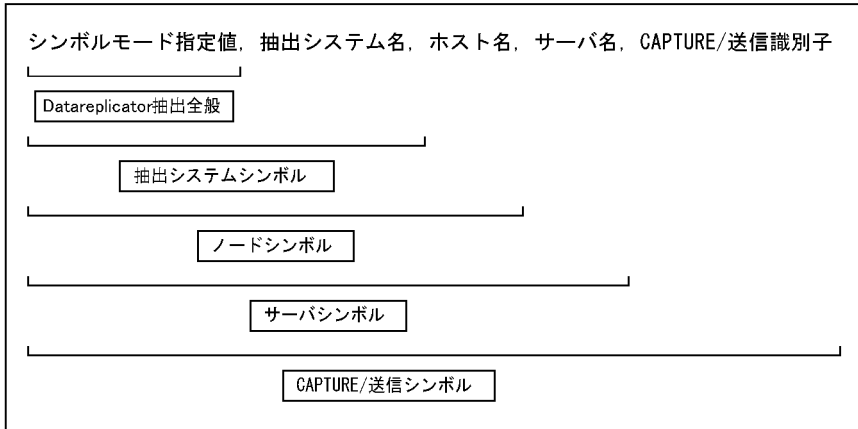 シンボルモード指定値, 抽出システム名, ホスト名, サーバ名, CAPTURE/送信識別子
Datareplicator抽出全般
抽出システムシンボル
ノードシンボル
サーバシンボル
CAPTURE/送信シンボル